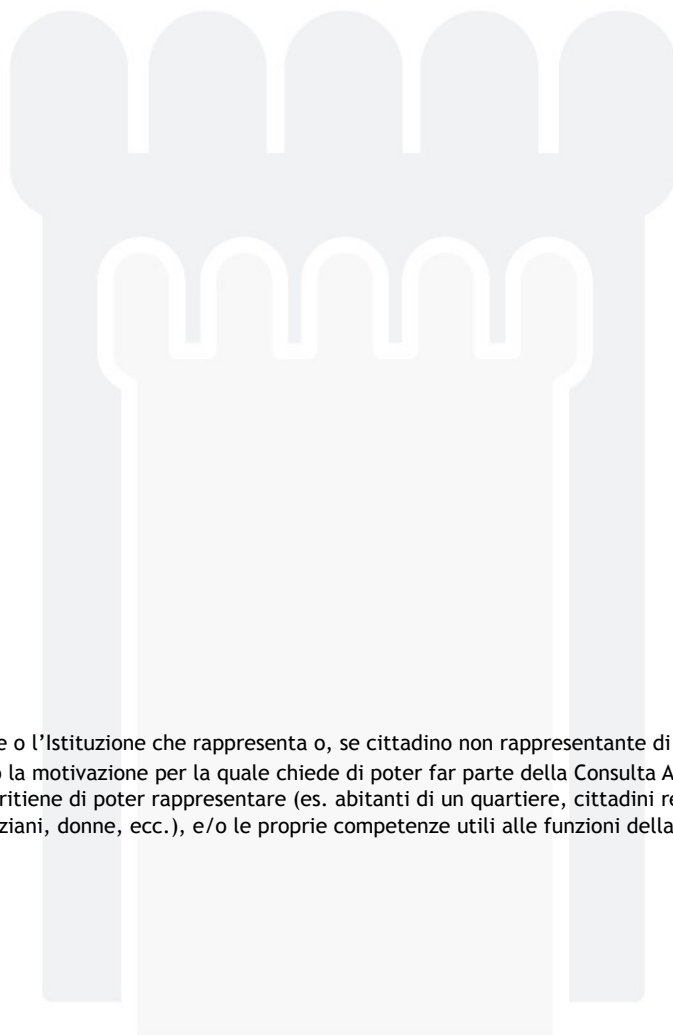 e o l’Istituzione che rappresenta o, se cittadino non rappresentante di
o la motivazione per la quale chiede di poter far parte della Consulta A
ritiene di poter rappresentare (es. abitanti di un quartiere, cittadini re
ziani, donne, ecc.), e/o le proprie competenze utili alle funzioni della